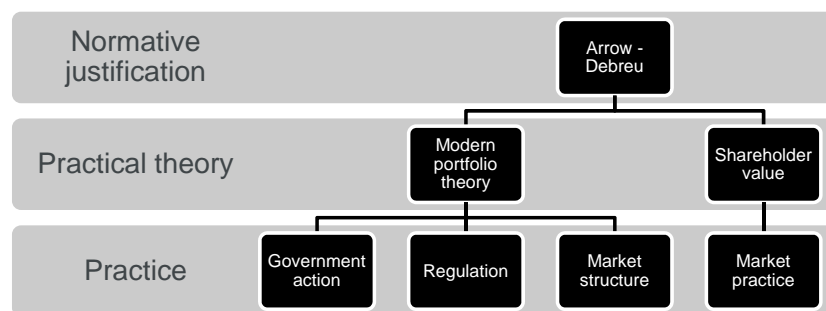 Normative
justification
Arrow -
Debreu
Practical theory
Modern
portfolio
theory
Shareholder
value
Practice
Government
action
Regulation
Market
structure
Market
practice